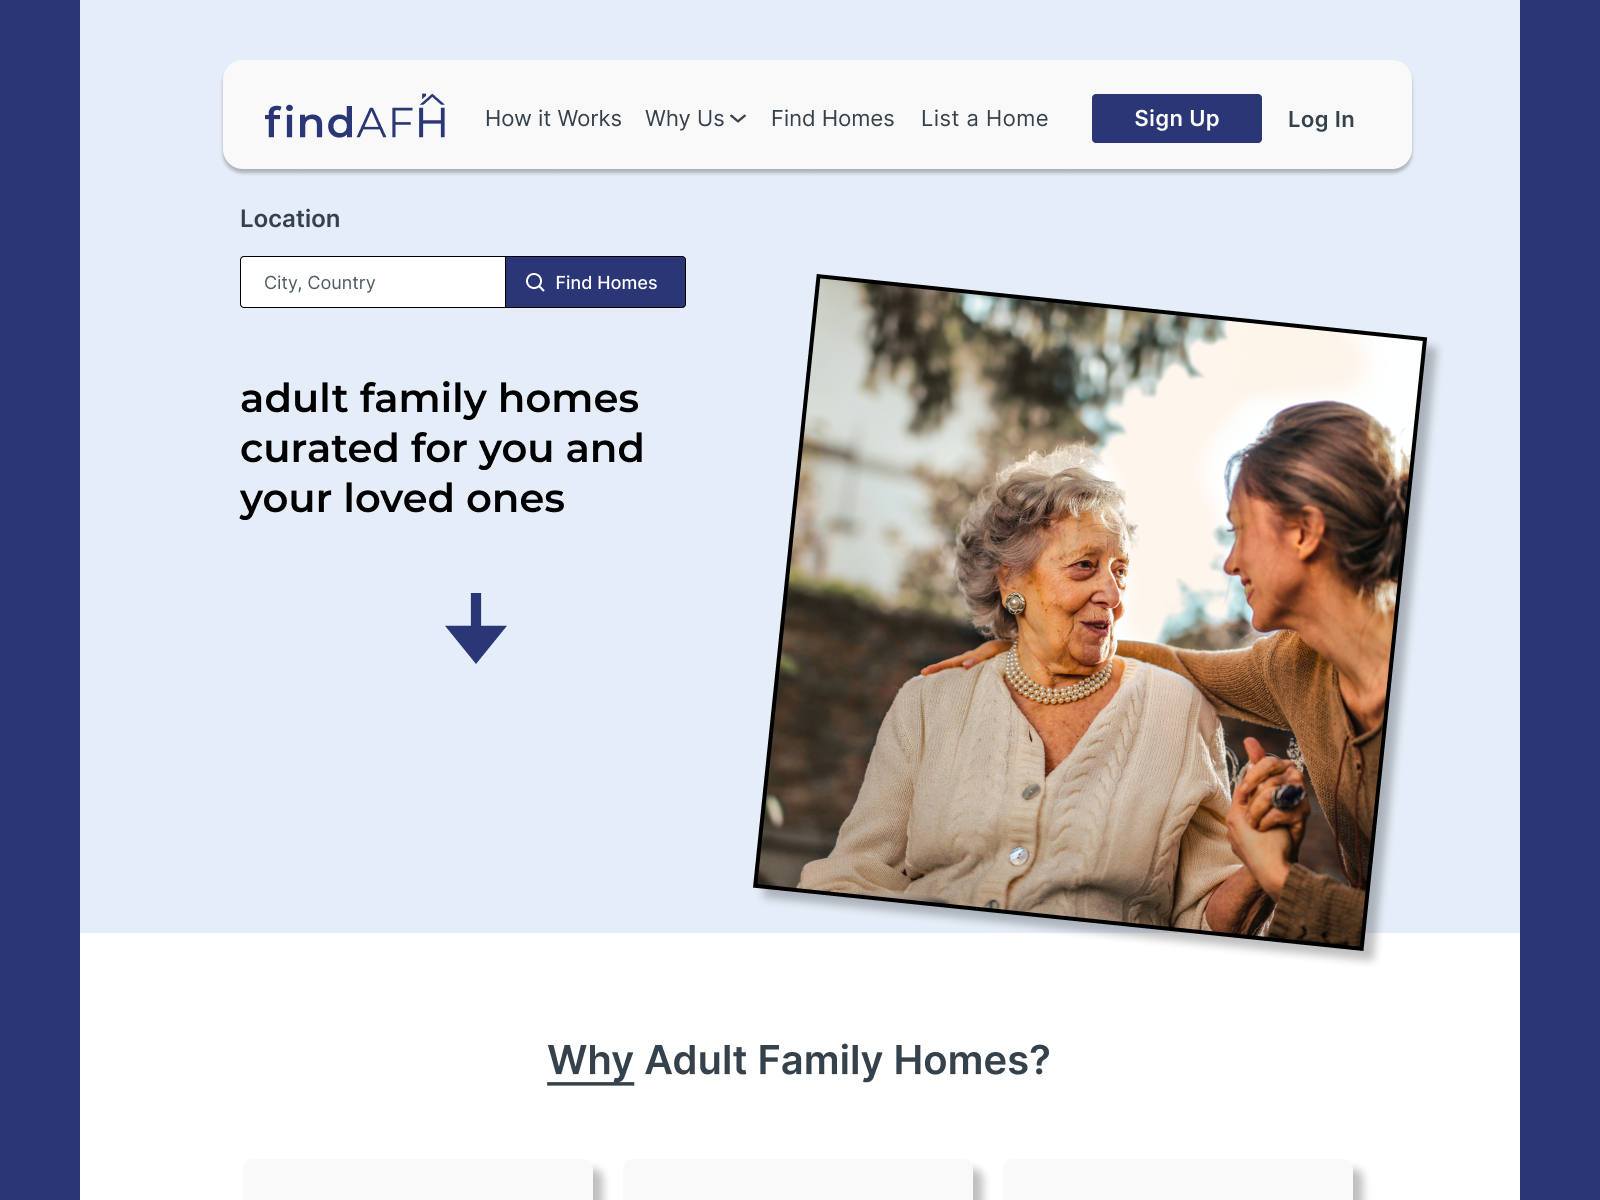 findAFH
How it Works
Why Us
Find Homes
List a Home
Sign Up
Log In
Location
City, Country
Find Homes
adult family homes
curated for you and
your loved ones
Why Adult Family Homes?